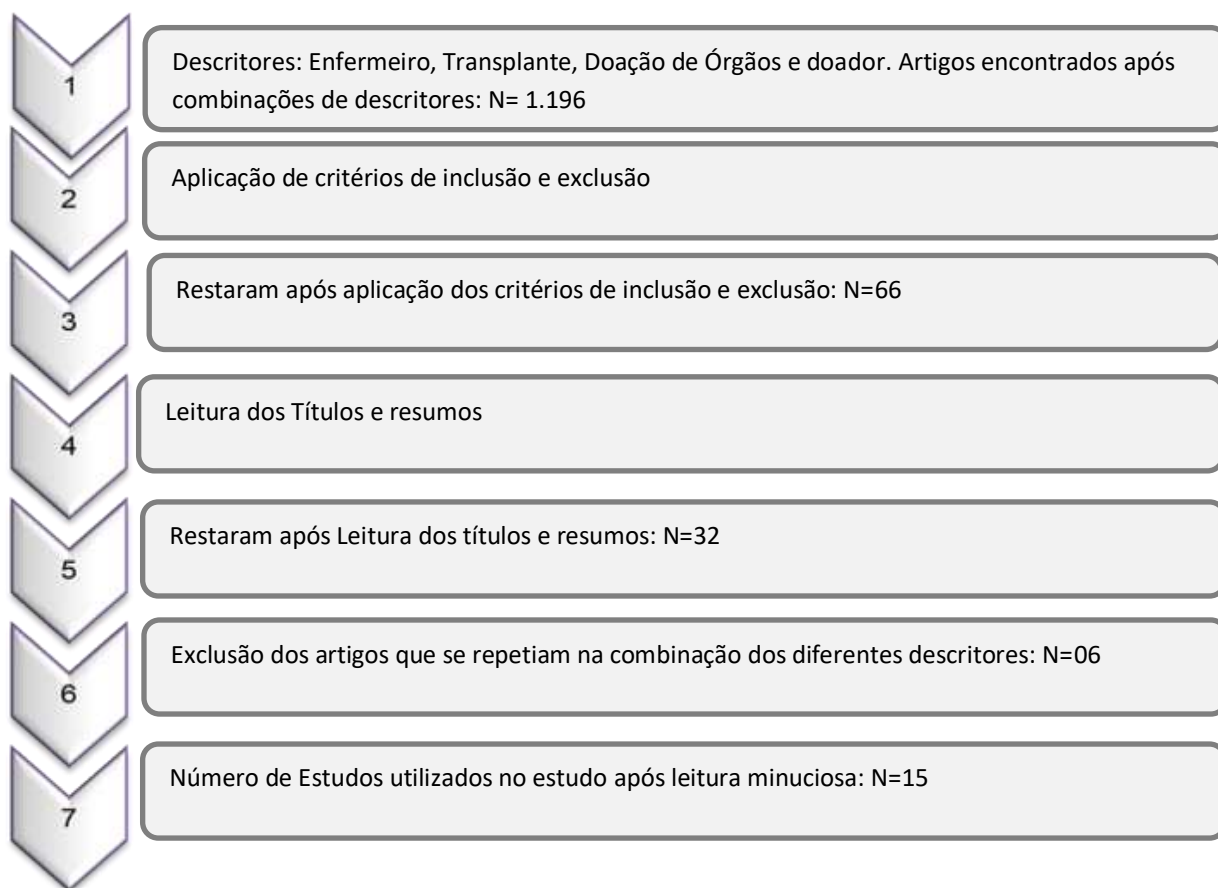 1
Descritores: Enfermeiro, Transplante, Doação de Órgãos e doador. Artigos encontrados após
combinações de descritores: N= 1.196
2
Aplicação de critérios de inclusão e exclusão
3
Restaram após aplicação dos critérios de inclusão e exclusão: N=66
4
Leitura dos Títulos e resumos
5
Restaram após Leitura dos títulos e resumos: N=32
6
Exclusão dos artigos que se repetiam na combinação dos diferentes descritores: N=06
7
Número de Estudos utilizados no estudo após leitura minuciosa: N=15